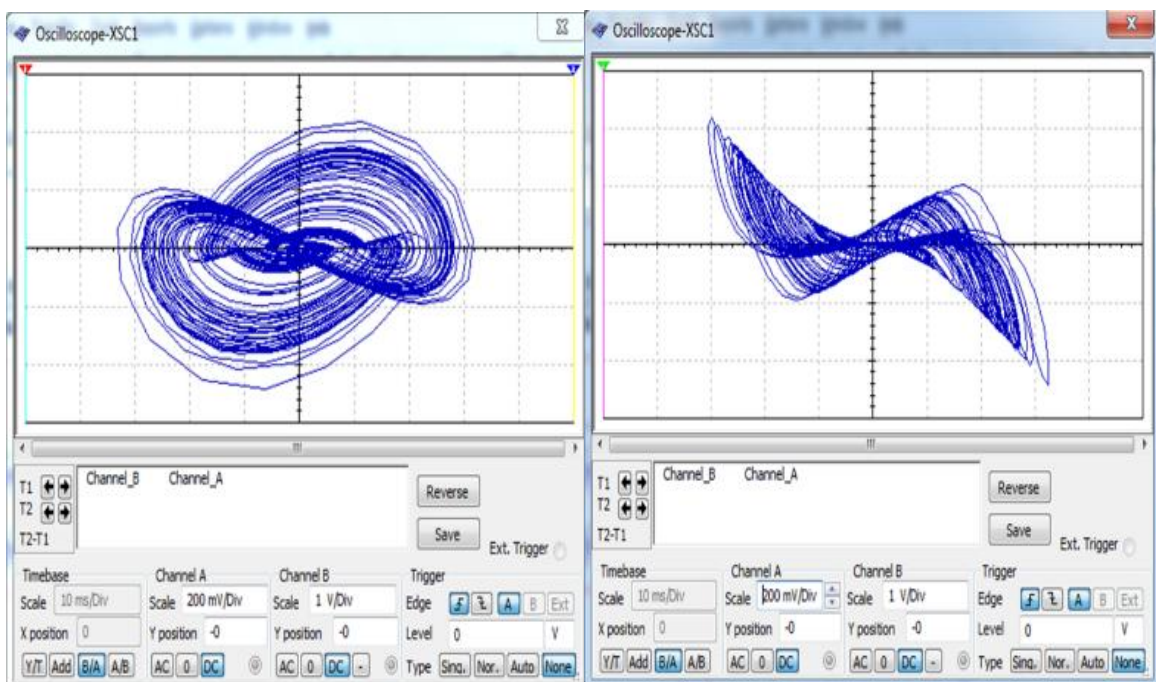 Oscilloscope-XSC1
Channel_B Channel_A
T1
T2
T2-T1
Reverse
Save
Ext. Trigger
Timebase Channel A Channel B Trigger
Scale 10 ms/Div Scale 200 mV/Div Scale 1 V/Div Edge A B Ext
X position 0 Y position -0 Y position -0 Level 0 V
Y/T Add B/A A/B AC 0 DC AC 0 DC - Type Sing. Nor. Auto None
Oscilloscope-XSC1
Channel_B Channel_A
T1
T2
T2-T1
Reverse
Save
Ext. Trigger
Timebase Channel A Channel B Trigger
Scale 10 ms/Div Scale 200 mV/Div Scale 1 V/Div Edge A B Ext
X position 0 Y position -0 Y position -0 Level 0 V
Y/T Add B/A A/B AC 0 DC AC 0 DC - Type Sing. Nor. Auto None